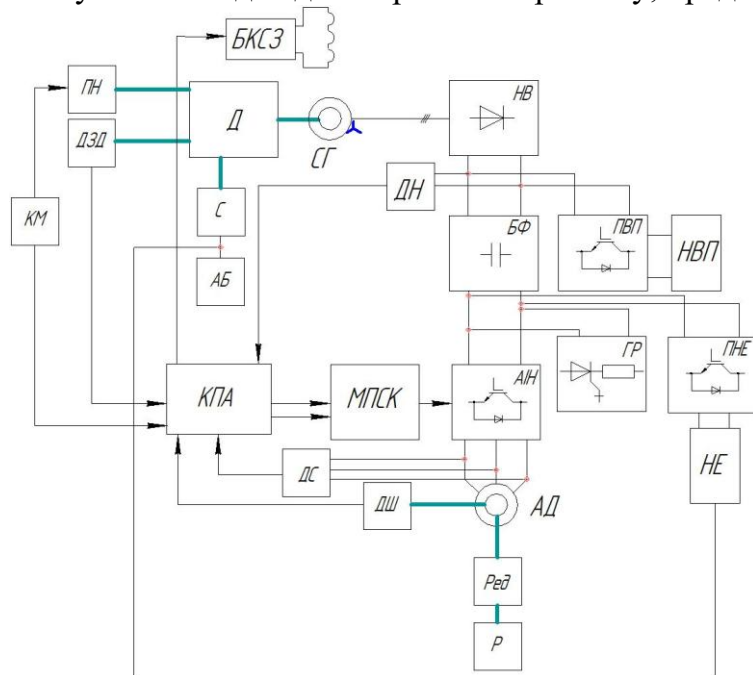 БКСЗ
ПН
Д
НВ
ДЗД
СГ
ДН
С
БФ
ПВП
НВП
КМ
АБ
ГР
ПНЕ
КПА
МПСК
АІН
ДС
НЕ
ДШ
АД
Ред
Р